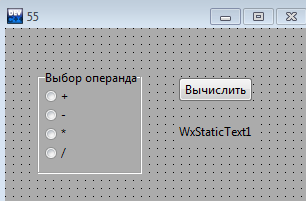 55
Выбор операнда
+
-
*
/
Вычислить
WxStaticText1